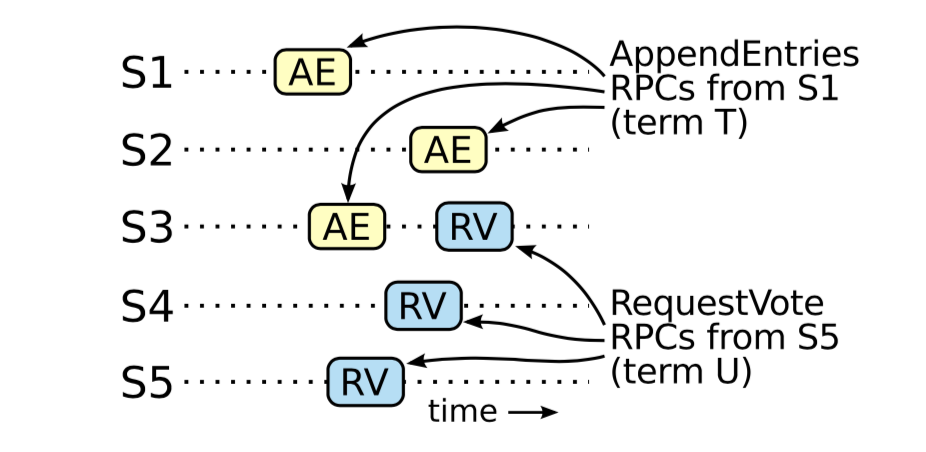 S1
AE
AppendEntries
RPCs from S1
(term T)
S2
AE
S3
AE
RV
S4
RV
RequestVote
RPCs from S5
(term U)
S5
RV
time